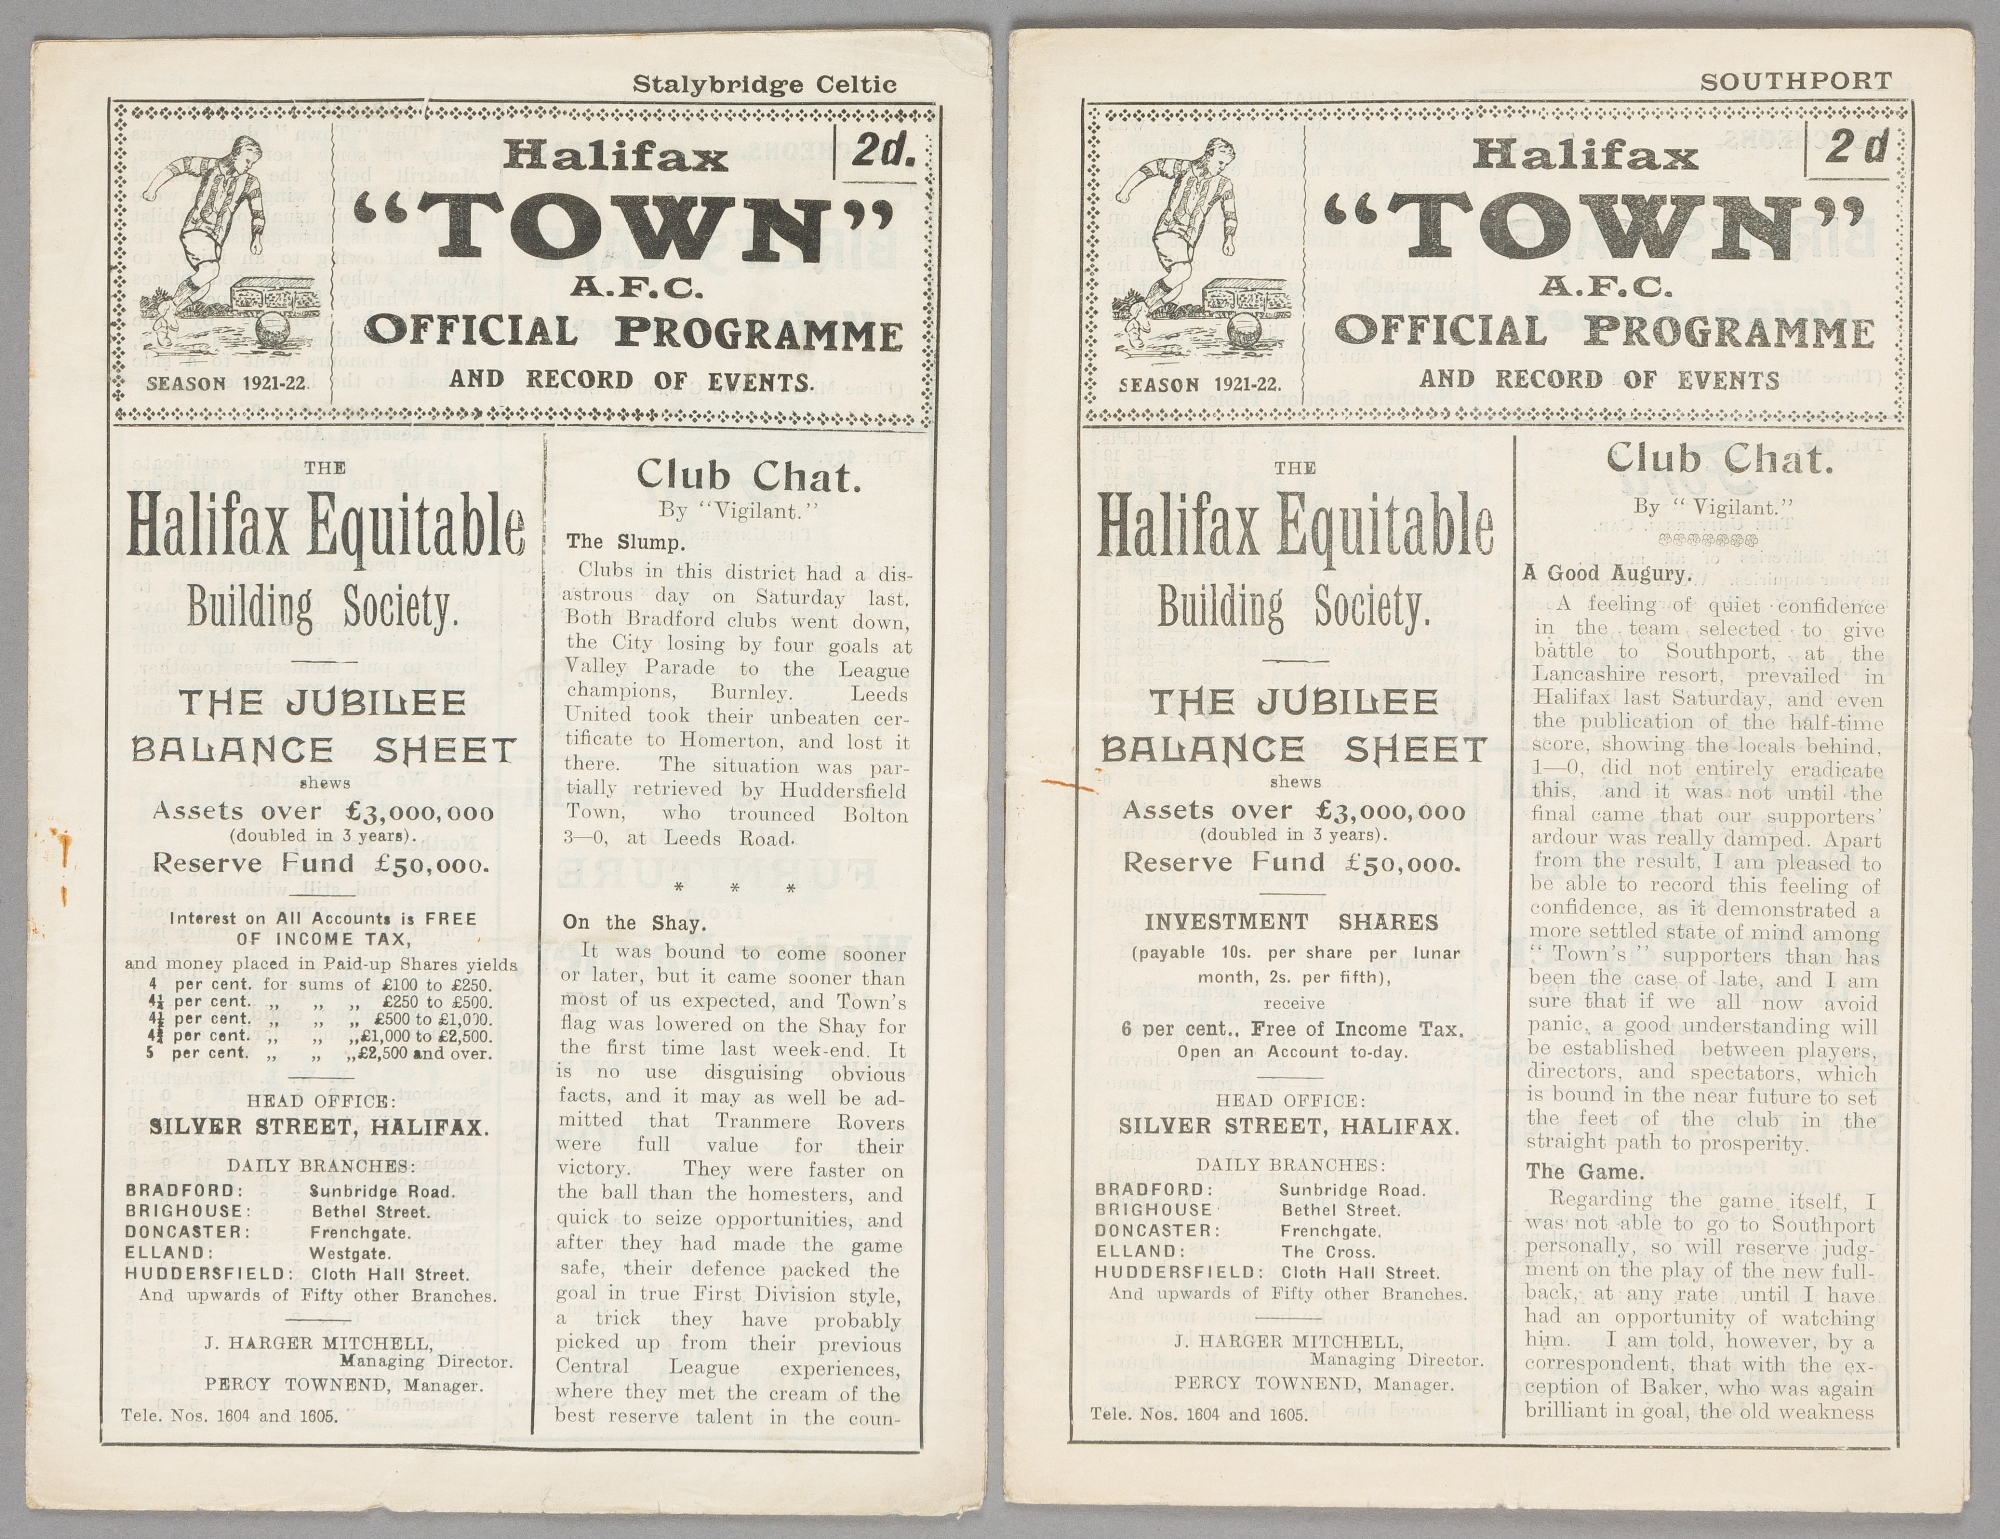 Stalybridge Celtic
Halifax
2d.
"TOWN"
A.F.C.
OFFICIAL PROGRAMME
SEASON 1921-22.
AND RECORD OF EVENTS.
THE
Halifax Equitable
Building Society.
THE JUBILEE
BALANCE SHEET
shews
Assets over £3,000,000
(doubled in 3 years).
Reserve Fund £50,000.
Interest on All Accounts is FREE
OF INCOME TAX,
and money placed in Paid-up Shares yields
4 per cent. for sums of £100 to £250.
4¼ per cent. „ „ „ £250 to £500.
4½ per cent. „ „ „ £500 to £1,000.
4¾ per cent. „ „ „£1,000 to £2,500.
5 per cent. „ „ „£2,500 and over.
HEAD OFFICE:
SILVER STREET, HALIFAX.
DAILY BRANCHES:
BRADFORD: Sunbridge Road.
BRIGHOUSE: Bethel Street.
DONCASTER: Frenchgate.
ELLAND: Westgate.
HUDDERSFIELD: Cloth Hall Street.
And upwards of Fifty other Branches.
J. HARGER MITCHELL,
Managing Director.
PERCY TOWNEND, Manager.
Tele. Nos. 1604 and 1605.
Club Chat.
By "Vigilant."
The Slump.
Clubs in this district had a dis-
astrous day on Saturday last.
Both Bradford clubs went down,
the City losing by four goals at
Valley Parade to the League
champions, Burnley. Leeds
United took their unbeaten cer-
tificate to Homerton, and lost it
there. The situation was par-
tially retrieved by Huddersfield
Town, who trounced Bolton
3—0, at Leeds Road.
* * *
On the Shay.
It was bound to come sooner
or later, but it came sooner than
most of us expected, and Town's
flag was lowered on the Shay for
the first time last week-end. It
is no use disguising obvious
facts, and it may as well be ad-
mitted that Tranmere Rovers
were full value for their
victory. They were faster on
the ball than the homesters, and
quick to seize opportunities, and
after they had made the game
safe, their defence packed the
goal in true First Division style,
a trick they have probably
picked up from their previous
Central League experiences,
where they met the cream of the
best reserve talent in the coun-
SOUTHPORT
Halifax
2d
"TOWN"
A.F.C.
OFFICIAL PROGRAMME
SEASON 1921-22.
AND RECORD OF EVENTS
THE
Halifax Equitable
Building Society.
THE JUBILEE
BALANCE SHEET
shews
Assets over £3,000,000
(doubled in 3 years).
Reserve Fund £50,000.
INVESTMENT SHARES
(payable 10s. per share per lunar
month, 2s. per fifth),
receive
6 per cent., Free of Income Tax.
Open an Account to-day.
HEAD OFFICE:
SILVER STREET, HALIFAX.
DAILY BRANCHES:
BRADFORD: Sunbridge Road.
BRIGHOUSE Bethel Street.
DONCASTER: Frenchgate.
ELLAND: The Cross.
HUDDERSFIELD: Cloth Hall Street.
And upwards of Fifty other Branches.
J. HARGER MITCHELL,
Managing Director.
PERCY TOWNEND, Manager.
Tele. Nos. 1604 and 1605.
Club Chat.
By "Vigilant."
A Good Augury.
A feeling of quiet confidence
in the team selected to give
battle to Southport, at the
Lancashire resort, prevailed in
Halifax last Saturday, and even
the publication of the half-time
score, showing the locals behind,
1—0, did not entirely eradicate
this, and it was not until the
final came that our supporters'
ardour was really damped. Apart
from the result, I am pleased to
be able to record this feeling of
confidence, as it demonstrated a
more settled state of mind among
"Town's" supporters than has
been the case of late, and I am
sure that if we all now avoid
panic, a good understanding will
be established between players,
directors, and spectators, which
is bound in the near future to set
the feet of the club in the
straight path to prosperity.
The Game.
Regarding the game itself, I
was not able to go to Southport
personally, so will reserve judg-
ment on the play of the new full-
back, at any rate until I have
had an opportunity of watching
him. I am told, however, by a
correspondent, that with the ex-
ception of Baker, who was again
brilliant in goal, the old weakness